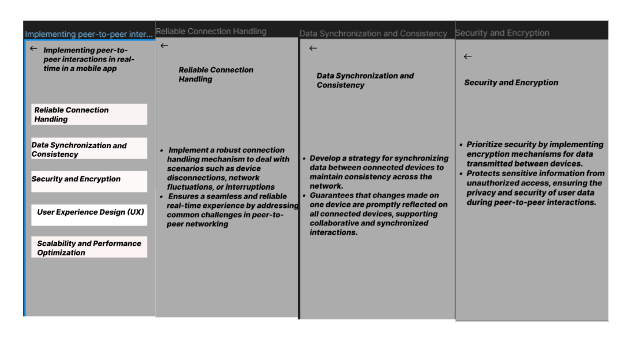 Implementing peer-to-peer inter...
←
Implementing peer-to-
peer interactions in real-
time in a mobile app
Reliable Connection
Handling
Data Synchronization and
Consistency
Security and Encryption
User Experience Design (UX)
Scalability and Performance
Optimization
Reliable Connection Handling
←
Reliable Connection
Handling
• Implement a robust connection
handling mechanism to deal with
scenarios such as device
disconnections, network
fluctuations, or interruptions
• Ensures a seamless and reliable
real-time experience by addressing
common challenges in peer-to-
peer networking
Data Synchronization and Consistency
←
Data Synchronization and
Consistency
• Develop a strategy for synchronizing
data between connected devices to
maintain consistency across the
network.
• Guarantees that changes made on
one device are promptly reflected on
all connected devices, supporting
collaborative and synchronized
interactions.
Security and Encryption
←
Security and Encryption
• Prioritize security by implementing
encryption mechanisms for data
transmitted between devices.
• Protects sensitive information from
unauthorized access, ensuring the
privacy and security of user data
during peer-to-peer interactions.